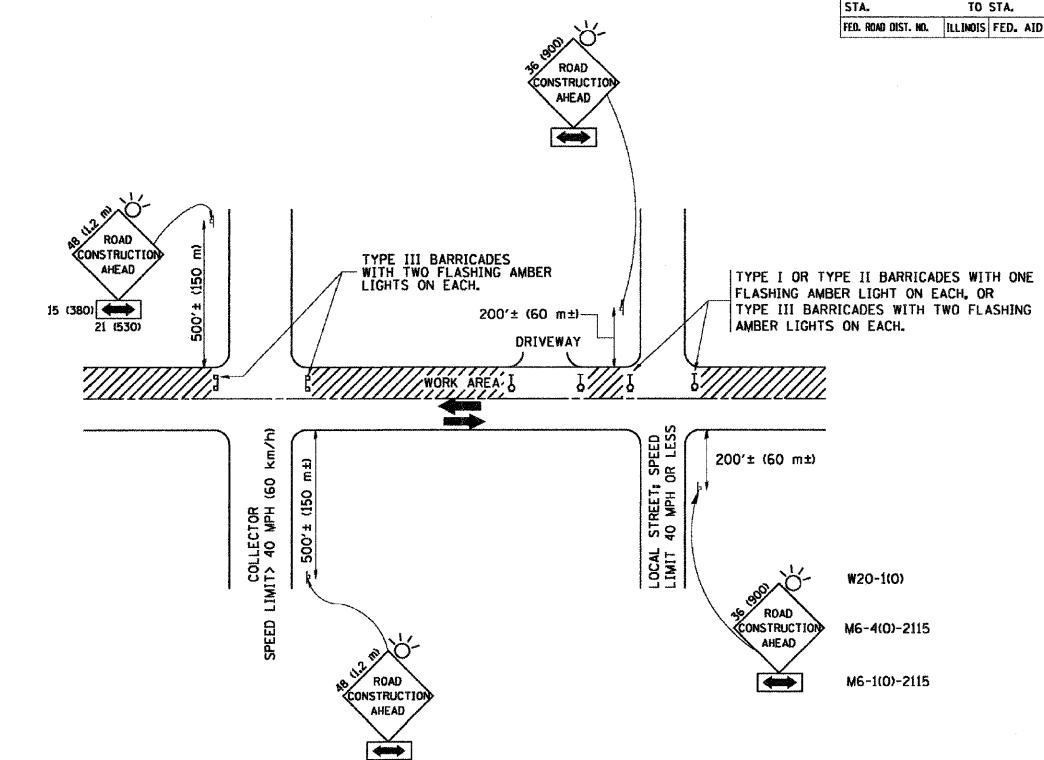 STA. TO STA.
FED. ROAD DIST. NO. ILLINOIS FED. AID
36 (900)
ROAD
CONSTRUCTION
AHEAD
48 (1.2 m)
ROAD
CONSTRUCTION
AHEAD
15 (380)
21 (530)
500'± (150 m)
TYPE III BARRICADES
WITH TWO FLASHING AMBER
LIGHTS ON EACH.
200'± (60 m±)
DRIVEWAY
TYPE I OR TYPE II BARRICADES WITH ONE
FLASHING AMBER LIGHT ON EACH, OR
TYPE III BARRICADES WITH TWO FLASHING
AMBER LIGHTS ON EACH.
WORK AREA
COLLECTOR
SPEED LIMIT> 40 MPH (60 km/h)
500'± (150 m±)
LOCAL STREET; SPEED
LIMIT 40 MPH OR LESS
200'± (60 m±)
48 (1.2 m)
ROAD
CONSTRUCTION
AHEAD
36 (900)
ROAD
CONSTRUCTION
AHEAD
W20-1(O)
M6-4(O)-2115
M6-1(O)-2115